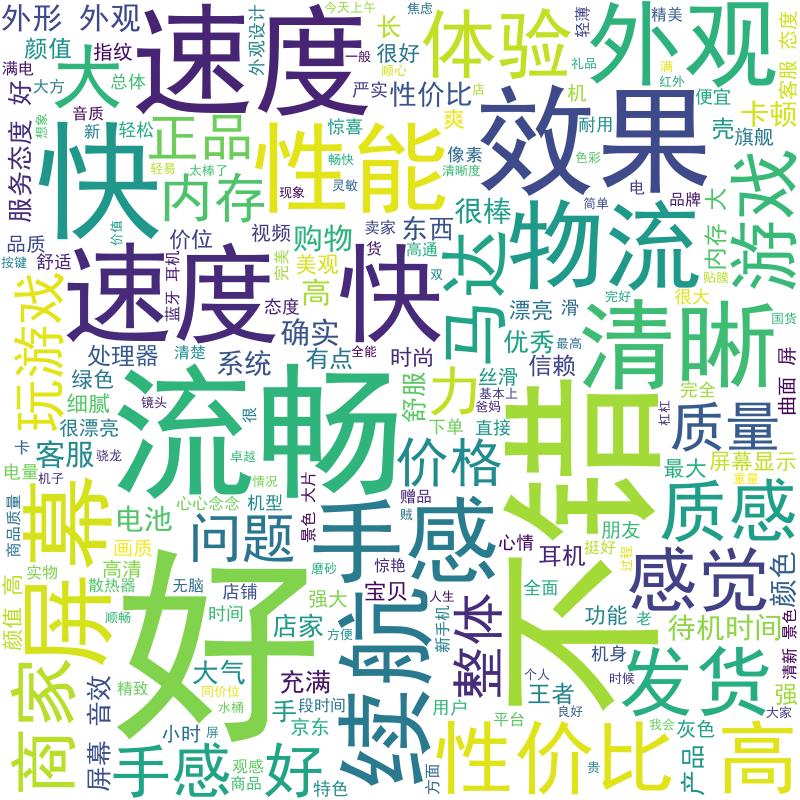 外形 外观
今天上午
焦虑
精美
态度
颜值
指纹
速度
外观设计
长
体验
轻薄
外观
满电
大
总体
一般
很好
顺心
礼品
满
红外
客服
大方
好
严实
性价比
店
机
便宜
卡顿
音质
新
轻松
正品
惊喜
爽
效果
耐用
壳
旗舰
想象
服务态度
快
轻易
太棒了
性能
畅快
灵敏
像素
清晰度
色彩
游戏
内存
现象
很棒
简单
电
品牌
大
品质
价值
价位
视频
购物
卖家
东西
物流
内存
按键
舒适
耳机
蓝牙
完美
美观
货
高通
双
马达
贴膜
速度 快
态度
高
完好
很大
玩游戏
确实
漂亮
滑
清晰
国货
处理器
清楚
系统
有点
全能
时尚
优秀
最高
信赖
屏
曲面
绿色
细腻
流畅
镜头
很
舒服
力
丝滑
基本上
爸妈
不错
完全
杠杠
很漂亮
下单
直接
质量
卡
客服
骁龙
卓越
情况
价格
最大
屏幕显示
电量
机子
重量
商品质量
屏幕
心心念念
机型
大片
景色
赠品
手感
质感
电池
问题
贼
朋友
画质
高清
心情
挺好
过程
实物
散热器
好
无脑
店铺
磨砂
惊艳
耳机
感觉
颜色
颜值 高
顺畅
时间
强大
宝贝
人生
全面
商家
店家
方便
续航
新手机
整体
功能
老
待机时间
景色
清新
音效
精致
大气
同价位
充满
机身
时候
水桶
手
段时间
用户
个人
王者
发货
强
屏幕
小时
屏
京东
平台
良好
我会
灰色
大家
手感 好
观感
商品
特色
方面
性价比
贵
产品
高